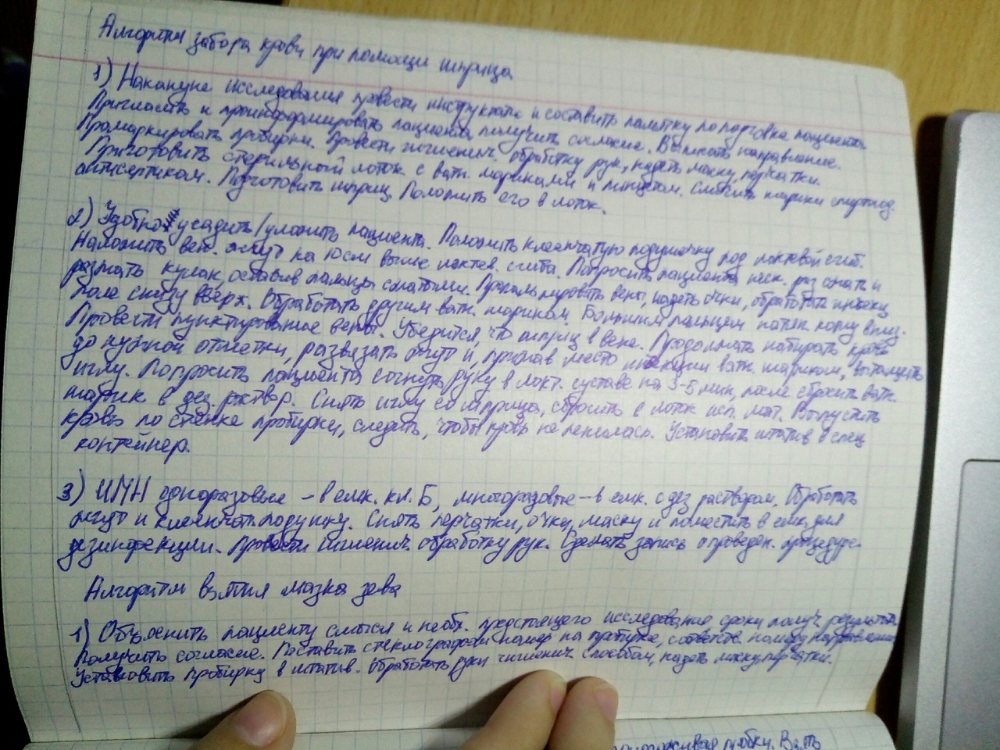 Алгоритм забора крови при помощи шприца
1) Накануне исследования провести инструктаж и составить памятку по подготовке пациента
Пригласить и проинформировать пациента, получить согласие. Выписать направление.
Промаркировать пробирки. Провести гигиенич. обработку рук, надеть маску, перчатки.
Приготовить стерильный лоток с ватн. шариками и пинцетом. Смочить шарики спиртсод.
антисептиком. Подготовить шприц. Положить его в лоток.
2) Удобно усадить/уложить пациента. Положить клеенчатую подушечку под локтевой сгиб.
Наложить вен. жгут на 10см выше локтев. сгиба. Попросить пациента неск. раз сжать и
разжать кулак, оставив пальцы сжатыми. Пропальпировать вены, надеть очки, обработать инъекц.
поле снизу вверх. Обработать другим ватн. шариком. Большим пальцем натян. кожу вниз.
Провести пунктирование вены. Убедится, что шприц в вене. Продолжать набирать кровь
до нужной отметки, развязать жгут и, прижав место инъекции ватн. шариком, вытащить
иглу. Попросить пациента согнуть руку в локт. суставе на 3-5 мин, после сбросить ватн.
шарик в дез. раствор. Снять иглу со шприца, сбросить в лоток исп. мат. Выпустить
кровь по стенке пробирки, следить, чтобы кровь не пенилась. Установить штатив в спец
контейнер.
3) ИМН одноразовые – в емк. кл. Б, многоразовые – в емк. с дез раствором. Обработать
жгут и клеенчат. подушку. Снять перчатки, очки, маску и поместить в емк. для
дезинфекции. Провести гигиенич. обработку рук. Сделать запись о проведен. процедуре.
Алгоритм взятия мазка зева
1) Объяснить пациенту смысл и необх. предстоящего исследования сроки получ. результата
Получить согласие. Поставить стеклографом номер на пробирке, соответств. номеру направления
Установить пробирку в штатив. Обработать руки гигиенич. способом, надеть маску, перчатки.
губки. Взять